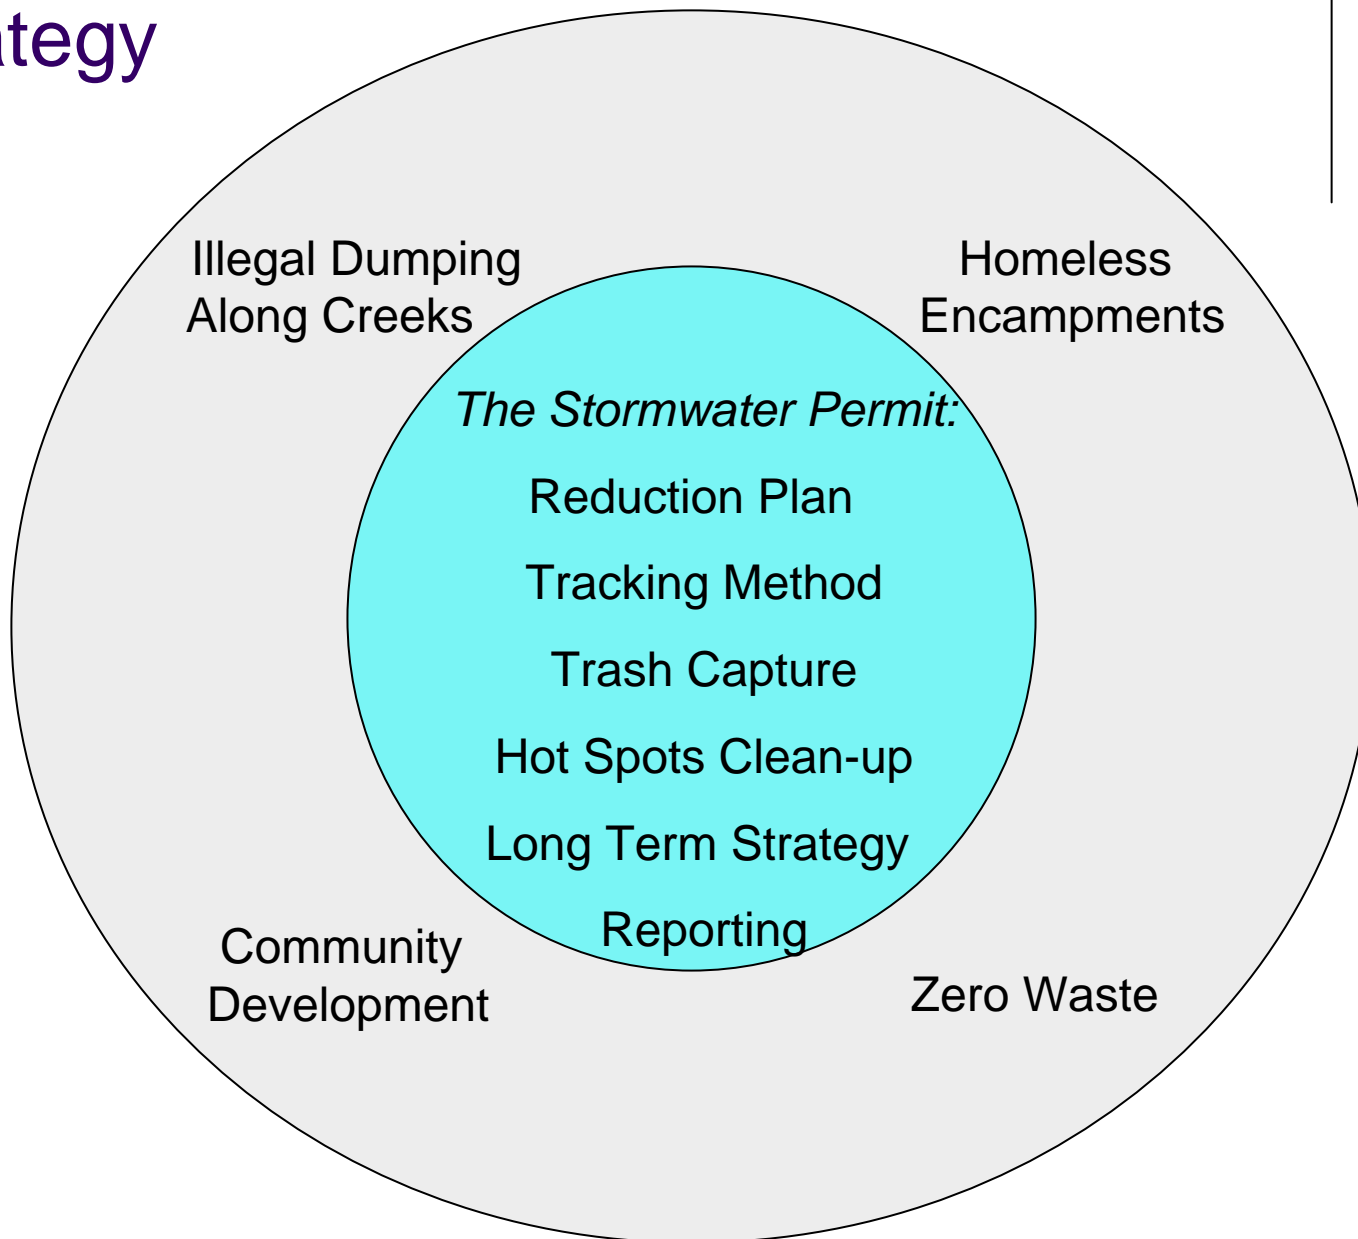 ategy
Illegal Dumping
Along Creeks
Homeless
Encampments
The Stormwater Permit:
Reduction Plan
Tracking Method
Trash Capture
Hot Spots Clean-up
Long Term Strategy
Reporting
Community
Development
Zero Waste